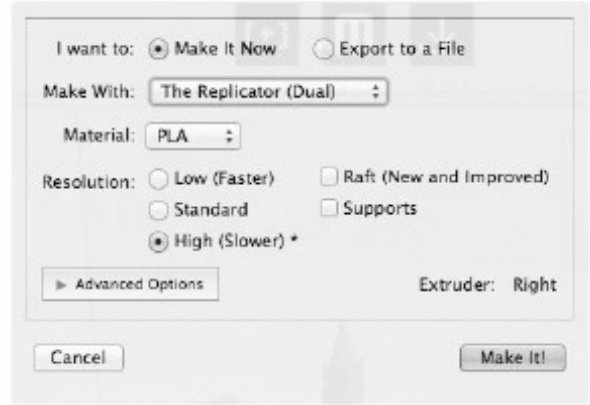 I want to: Make It Now Export to a File
Make With: The Replicator (Dual)
Material: PLA
Resolution: Low (Faster) Raft (New and Improved)
Standard Supports
High (Slower) *
Advanced Options Extruder: Right
Cancel Make It!